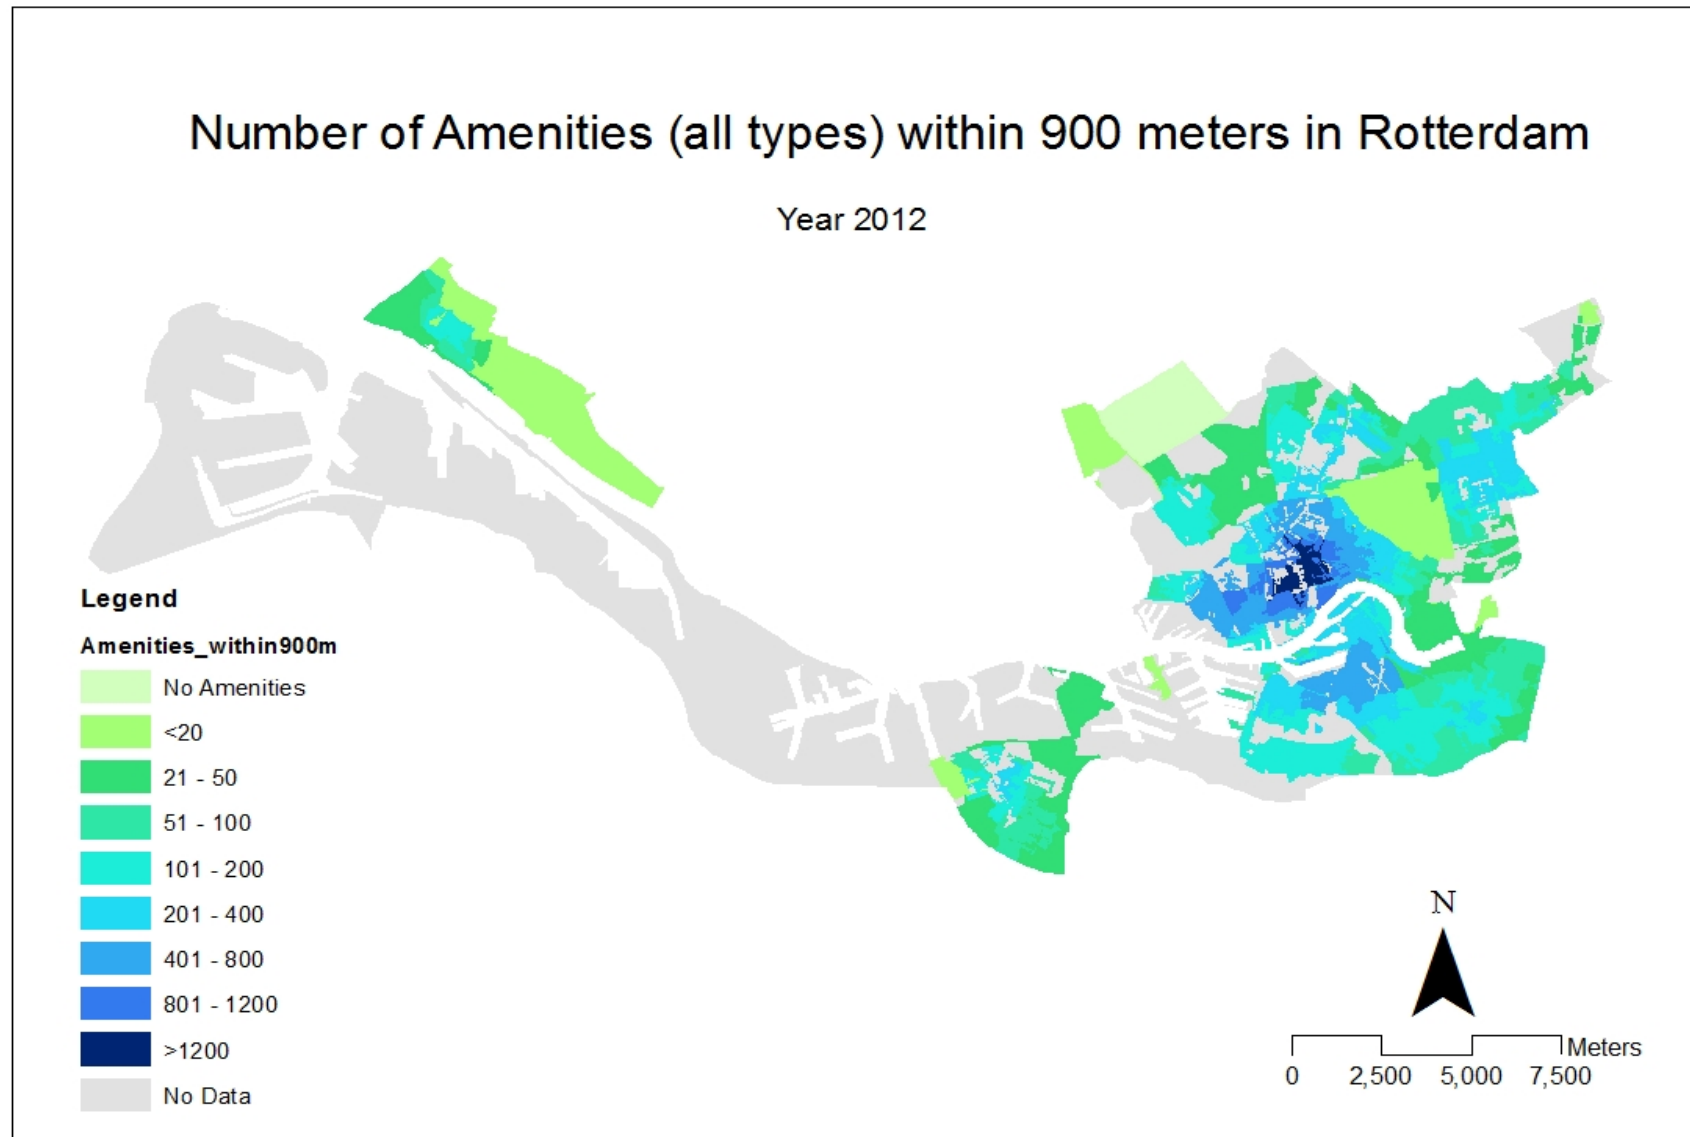 Number of Amenities (all types) within 900 meters in Rotterdam
Year 2012
Legend
Amenities_within900m
No Amenities
<20
21 - 50
51 - 100
101 - 200
201 - 400
401 - 800
801 - 1200
>1200
No Data
N
Meters
0 2,500 5,000 7,500